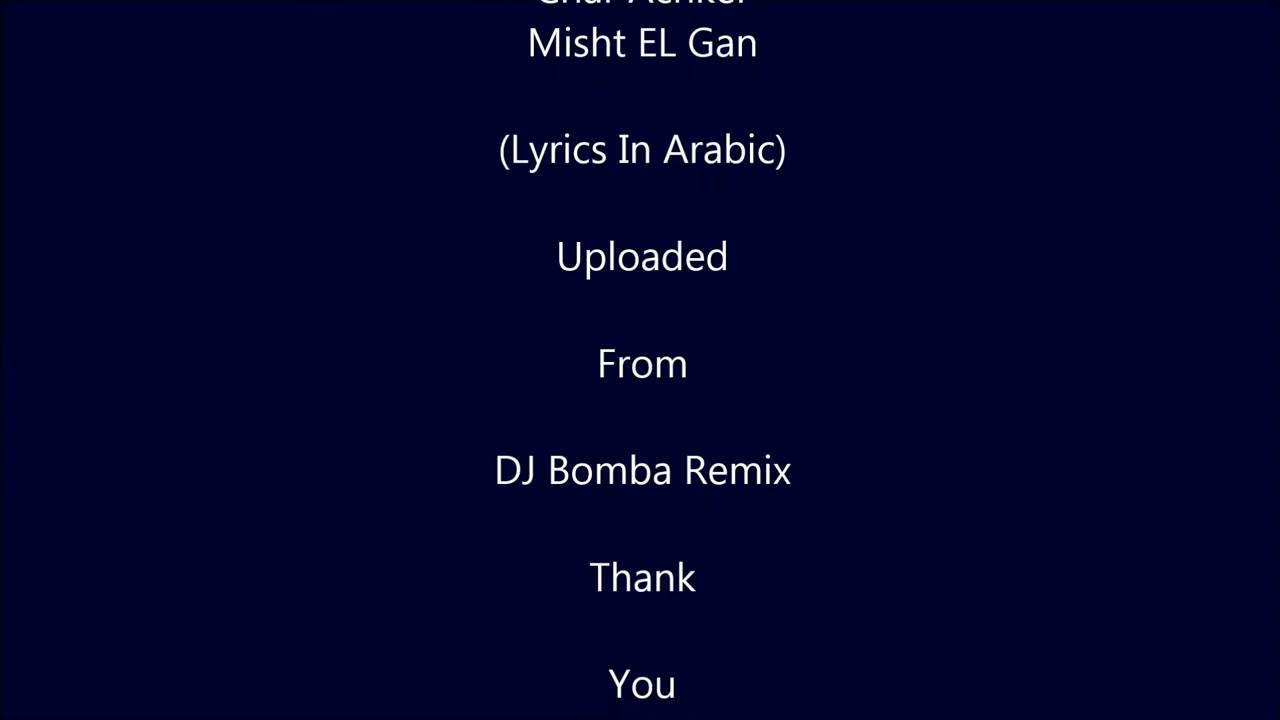 Misht EL Gan
(Lyrics In Arabic)
Uploaded
From
DJ Bomba Remix
Thank
You